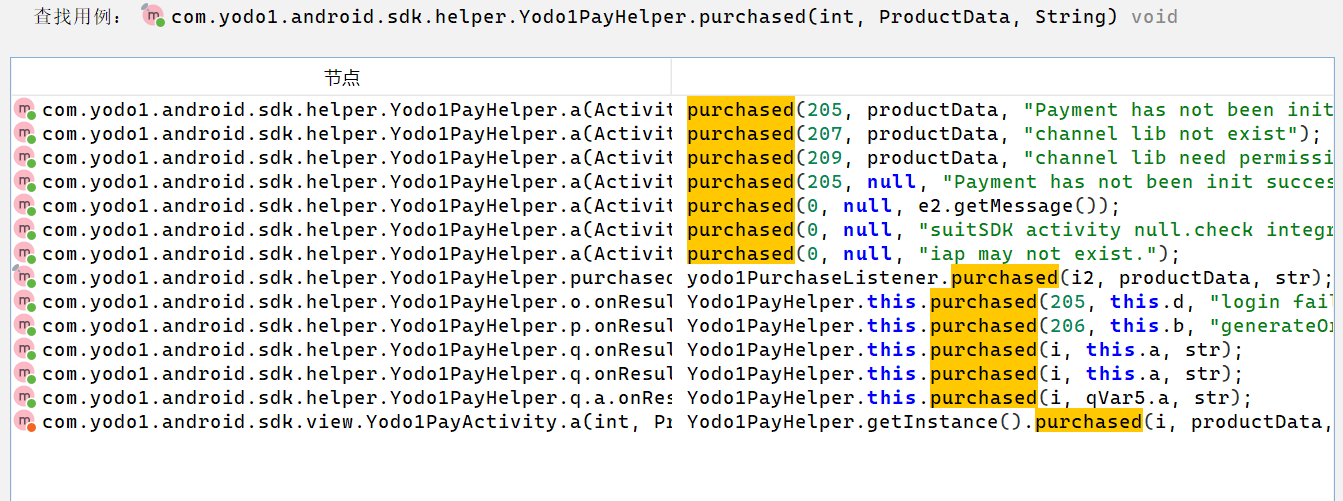 查找用例： com.yodo1.android.sdk.helper.Yodo1PayHelper.purchased(int, ProductData, String) void
节点
com.yodo1.android.sdk.helper.Yodo1PayHelper.a(Activit purchased(205, productData, "Payment has not been init
com.yodo1.android.sdk.helper.Yodo1PayHelper.a(Activit purchased(207, productData, "channel lib not exist");
com.yodo1.android.sdk.helper.Yodo1PayHelper.a(Activit purchased(209, productData, "channel lib need permissi
com.yodo1.android.sdk.helper.Yodo1PayHelper.a(Activit purchased(205, null, "Payment has not been init succes
com.yodo1.android.sdk.helper.Yodo1PayHelper.a(Activit purchased(0, null, e2.getMessage());
com.yodo1.android.sdk.helper.Yodo1PayHelper.a(Activit purchased(0, null, "suitSDK activity null.check integr
com.yodo1.android.sdk.helper.Yodo1PayHelper.a(Activit purchased(0, null, "iap may not exist.");
com.yodo1.android.sdk.helper.Yodo1PayHelper.purchased yodo1PurchaseListener.purchased(i2, productData, str);
com.yodo1.android.sdk.helper.Yodo1PayHelper.o.onResul Yodo1PayHelper.this.purchased(205, this.d, "login fail
com.yodo1.android.sdk.helper.Yodo1PayHelper.p.onResul Yodo1PayHelper.this.purchased(206, this.b, "generateOr
com.yodo1.android.sdk.helper.Yodo1PayHelper.q.onResul Yodo1PayHelper.this.purchased(i, this.a, str);
com.yodo1.android.sdk.helper.Yodo1PayHelper.q.onResul Yodo1PayHelper.this.purchased(i, this.a, str);
com.yodo1.android.sdk.helper.Yodo1PayHelper.q.a.onRes Yodo1PayHelper.this.purchased(i, qVar5.a, str);
com.yodo1.android.sdk.view.Yodo1PayActivity.a(int, Pr Yodo1PayHelper.getInstance().purchased(i, productData,